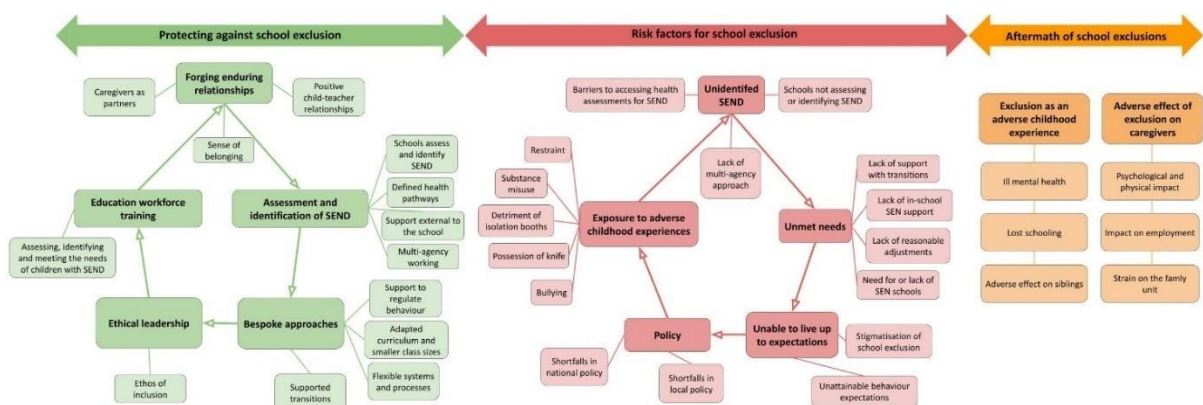 Protecting against school exclusion
Risk factors for school exclusion
Aftermath of school exclusions
Forging enduring
relationships
Caregivers as
partners
Positive
child-teacher
relationships
Sense of
belonging
Education workforce
training
Assessing, identifying
and meeting the needs
of children with SEND
Assessment and
identification of SEND
Schools assess
and identify
SEND
Defined health
pathways
Support external to
the school
Multi-agency
working
Ethical leadership
Ethos of
inclusion
Bespoke approaches
Support to
regulate
behaviour
Adapted
curriculum and
smaller class sizes
Flexible systems
and processes
Supported
transitions
Unidentifed
SEND
Barriers to accessing health
assessments for SEND
Schools not assessing
or identifying SEND
Lack of
multi-agency
approach
Exposure to adverse
childhood experiences
Restraint
Substance
misuse
Detriment of
isolation booths
Possession of knife
Bullying
Unmet needs
Lack of support
with transitions
Lack of in-school
SEN support
Lack of reasonable
adjustments
Need for or lack of
SEN schools
Policy
Shortfalls in
national policy
Shortfalls in
local policy
Unable to live up
to expectations
Stigmatisation of
school exclusion
Unattainable behaviour
expectations
Exclusion as an
adverse childhood
experience
Ill mental health
Lost schooling
Adverse effect on siblings
Adverse effect of
exclusion on
caregivers
Psychological and
physical impact
Impact on employment
Strain on the famly
unit